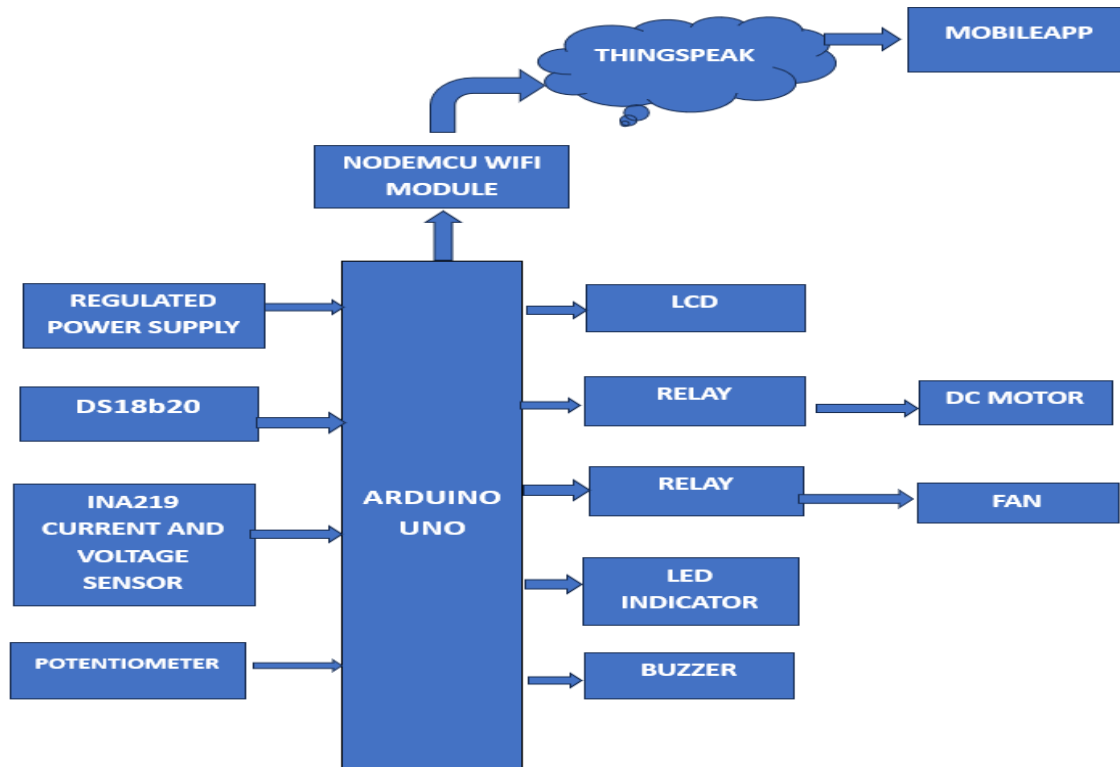 THINGSPEAK
MOBILEAPP
NODEMCU WIFI
MODULE
REGULATED
POWER SUPPLY
DS18b20
INA219
CURRENT AND
VOLTAGE
SENSOR
POTENTIOMETER
ARDUINO
UNO
LCD
RELAY
DC MOTOR
RELAY
FAN
LED
INDICATOR
BUZZER